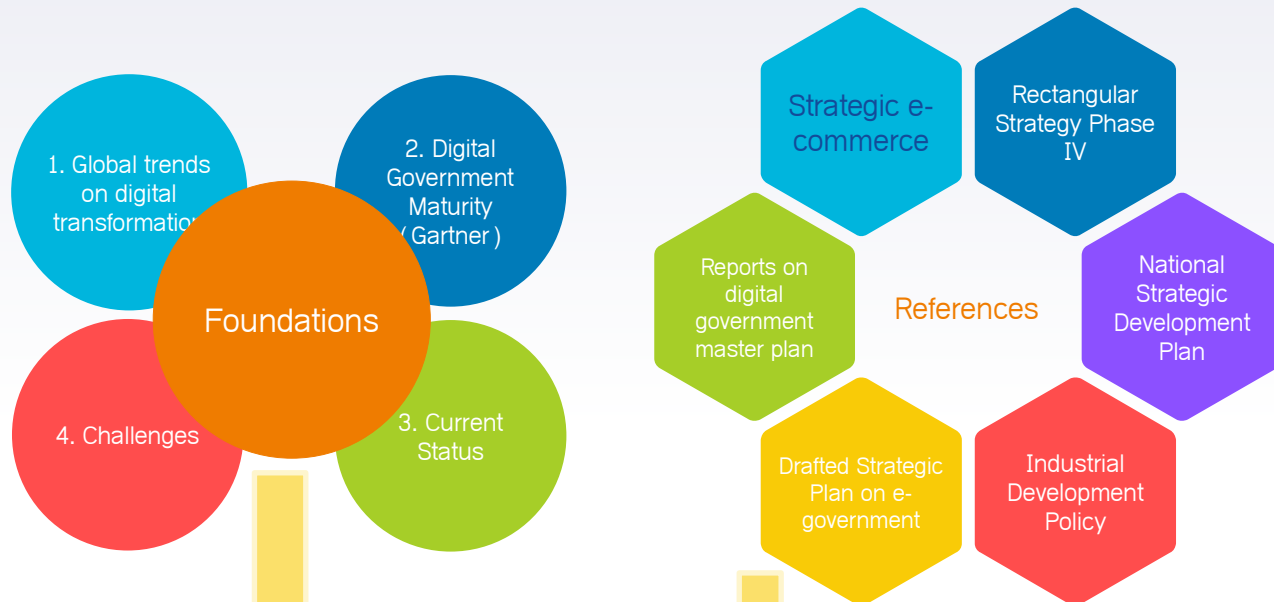 1. Global trends
on digital
transformation
2. Digital
Government
Maturity
( Gartner )
Foundations
4. Challenges
3. Current
Status
Strategic e-
commerce
Rectangular
Strategy Phase
IV
Reports on
digital
government
master plan
References
National
Strategic
Development
Plan
Drafted Strategic
Plan on e-
government
Industrial
Development
Policy